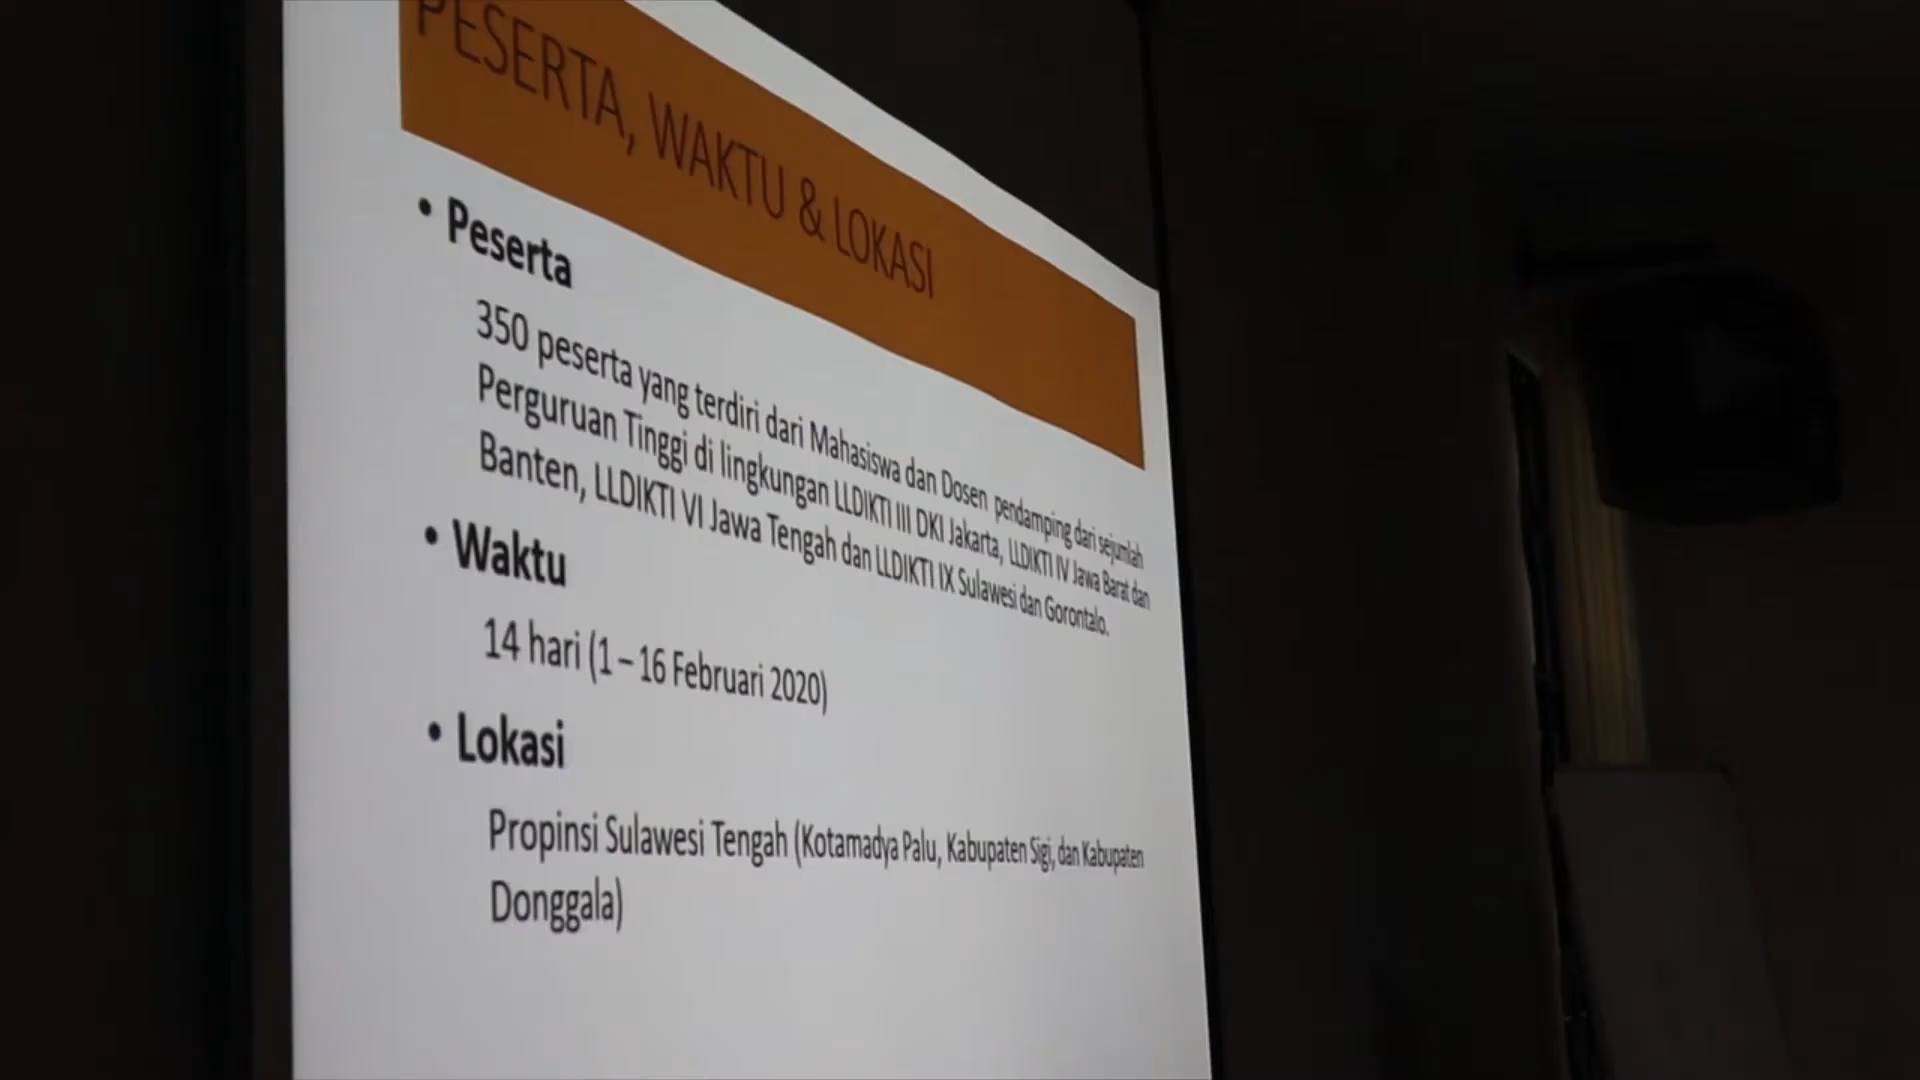 PESERTA, WAKTU & LOKASI
• Peserta
350 peserta yang terdiri dari Mahasiswa dan Dosen pendamping dari sejumlah
Perguruan Tinggi di lingkungan LLDIKTI III DKI Jakarta, LLDIKTI IV Jawa Barat dan
Banten, LLDIKTI VI Jawa Tengah dan LLDIKTI IX Sulawesi dan Gorontalo.
• Waktu
14 hari (1 – 16 Februari 2020)
• Lokasi
Propinsi Sulawesi Tengah (Kotamadya Palu, Kabupaten Sigi, dan Kabupaten
Donggala)